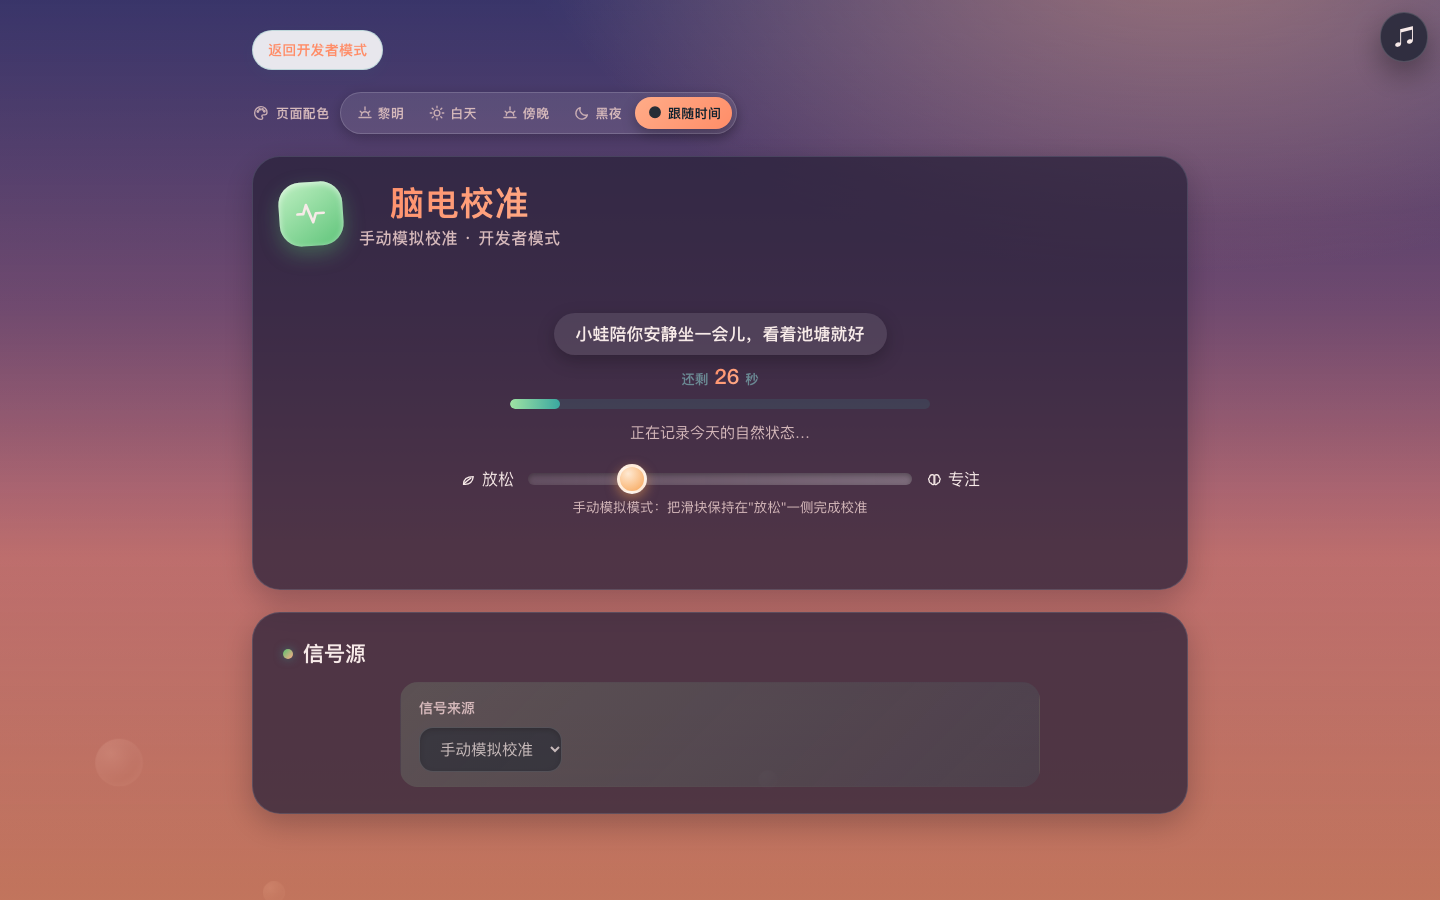 返回开发者模式
页面配色 黎明 白天 傍晚 黑夜 跟随时间
脑电校准
手动模拟校准 · 开发者模式
小蛙陪你安静坐一会儿，看着池塘就好
还剩 26 秒
正在记录今天的自然状态...
放松 专注
手动模拟模式：把滑块保持在"放松"一侧完成校准
信号源
信号来源
手动模拟校准